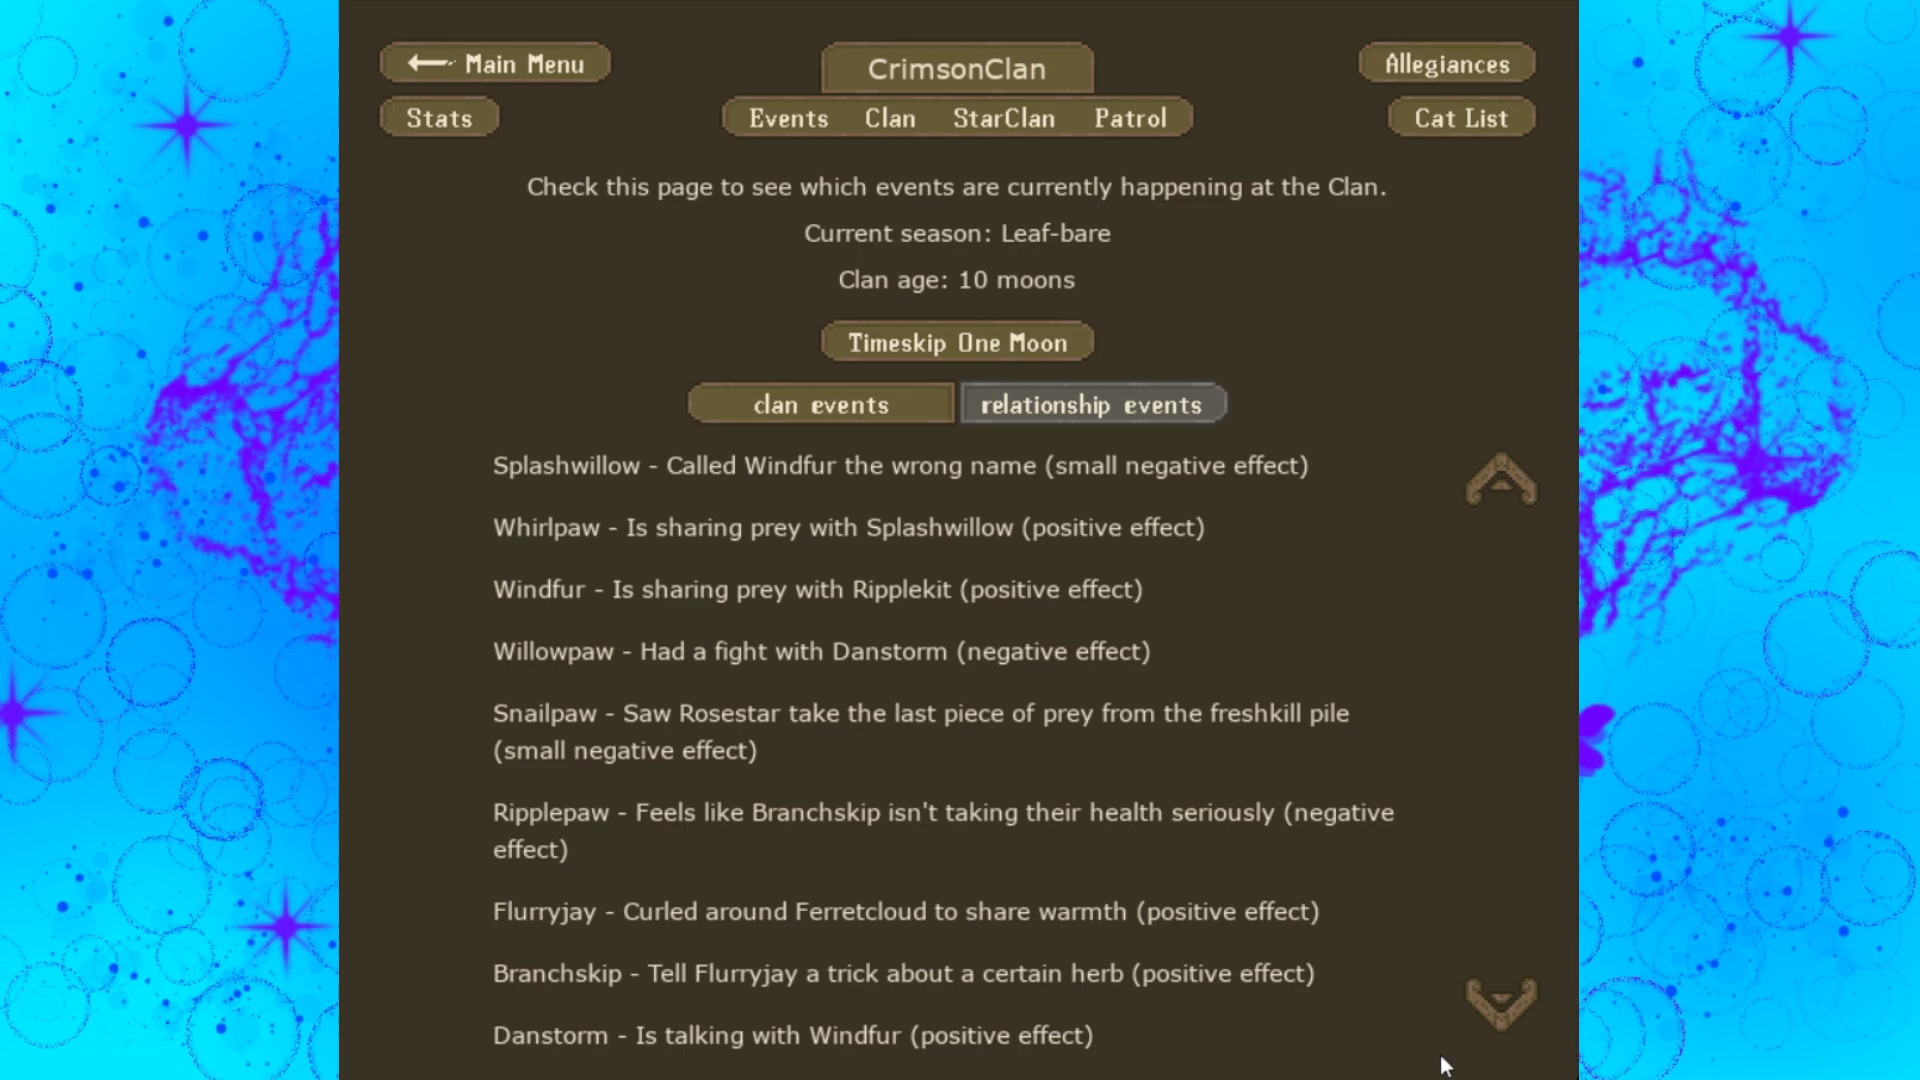 Main Menu
CrimsonClan
Allegiances
Stats
Events Clan StarClan Patrol
Cat List
Check this page to see which events are currently happening at the Clan.
Current season: Leaf-bare
Clan age: 10 moons
Timeskip One Moon
clan events
relationship events
Splashwillow - Called Windfur the wrong name (small negative effect)
Whirlpaw - Is sharing prey with Splashwillow (positive effect)
Windfur - Is sharing prey with Ripplekit (positive effect)
Willowpaw - Had a fight with Danstorm (negative effect)
Snailpaw - Saw Rosestar take the last piece of prey from the freshkill pile
(small negative effect)
Ripplepaw - Feels like Branchskip isn't taking their health seriously (negative
effect)
Flurryjay - Curled around Ferretcloud to share warmth (positive effect)
Branchskip - Tell Flurryjay a trick about a certain herb (positive effect)
Danstorm - Is talking with Windfur (positive effect)